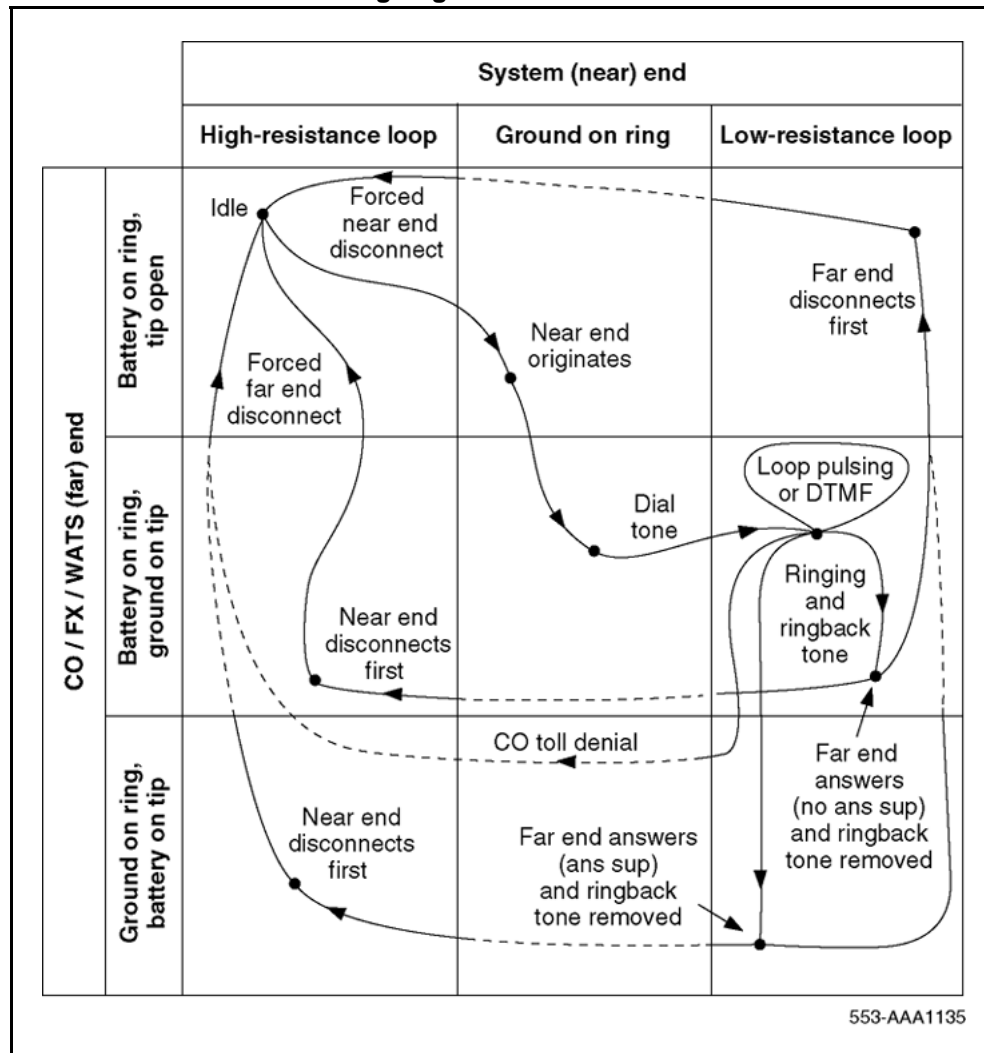 System (near) end
High-resistance loop
Ground on ring
Low-resistance loop
CO / FX / WATS (far) end
Battery on ring,
tip open
Idle
Forced
near end
disconnect
Near end
originates
Far end
disconnects
first
Forced
far end
disconnect
Battery on ring,
ground on tip
Loop pulsing
or DTMF
Dial
tone
Ringing
and
ringback
tone
Near end
disconnects
first
Ground on ring,
battery on tip
CO toll denial
Near end
disconnects
first
Far end answers
(ans sup)
and ringback
tone removed
Far end
answers
(no ans sup)
and ringback
tone removed
553-AAA1135